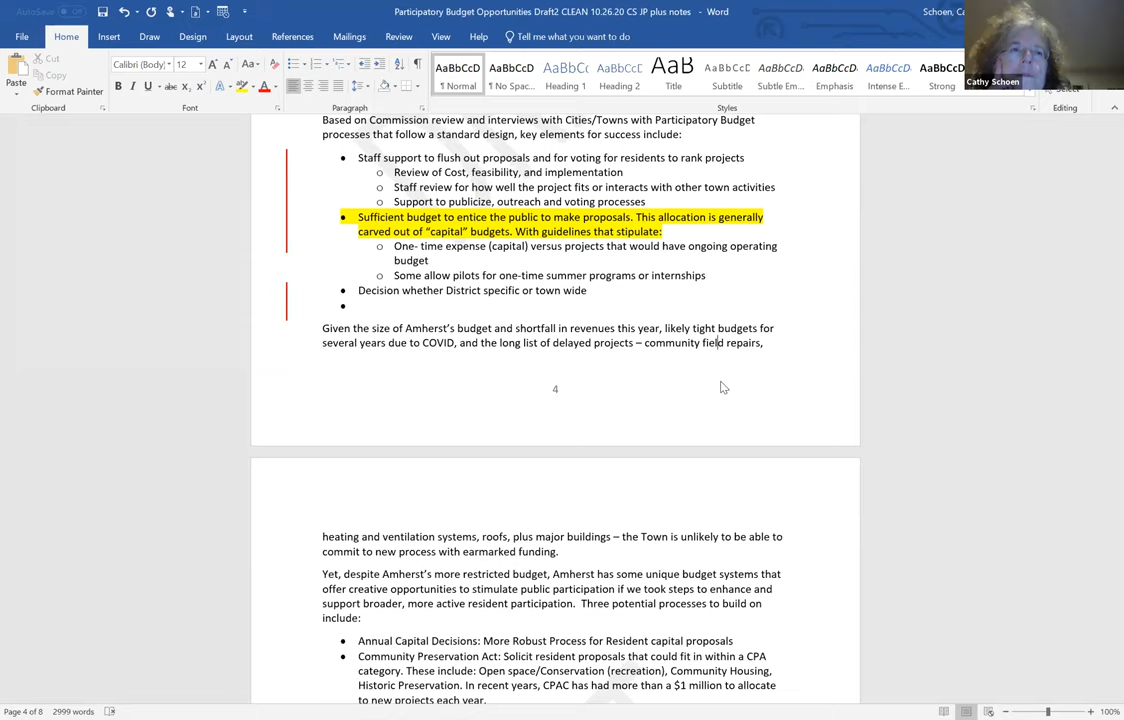 AutoSave
Participatory Budget Opportunities Draft2 CLEAN 10.26.20 CS JP plus notes - Word
Schoen, Ca
File Home Insert Draw Design Layout References Mailings Review View Help Tell me what you want to do
Cathy Schoen
Paste
Cut
Copy
Format Painter
Calibri (Body) 12
AaBbCcD AaBbCcD AaBbCc AaBbCcD AaB AaBbCcD AaBbCcD AaBbCcD AaBbCcD AaBbCcD
¶ Normal ¶ No Spac... Heading 1 Heading 2 Title Subtitle Subtle Em... Emphasis Intense E... Strong
Clipboard Font Paragraph Styles Editing
Based on Commission review and interviews with Cities/Towns with Participatory Budget
processes that follow a standard design, key elements for success include:
• Staff support to flush out proposals and for voting for residents to rank projects
o Review of Cost, feasibility, and implementation
o Staff review for how well the project fits or interacts with other town activities
o Support to publicize, outreach and voting processes
• Sufficient budget to entice the public to make proposals. This allocation is generally
carved out of “capital” budgets. With guidelines that stipulate:
o One- time expense (capital) versus projects that would have ongoing operating
budget
o Some allow pilots for one-time summer programs or internships
• Decision whether District specific or town wide
•
Given the size of Amherst’s budget and shortfall in revenues this year, likely tight budgets for
several years due to COVID, and the long list of delayed projects – community field repairs,
4
heating and ventilation systems, roofs, plus major buildings – the Town is unlikely to be able to
commit to new process with earmarked funding.
Yet, despite Amherst’s more restricted budget, Amherst has some unique budget systems that
offer creative opportunities to stimulate public participation if we took steps to enhance and
support broader, more active resident participation.  Three potential processes to build on
include:
• Annual Capital Decisions: More Robust Process for Resident capital proposals
• Community Preservation Act: Solicit resident proposals that could fit in within a CPA
category. These include: Open space/Conservation (recreation), Community Housing,
Historic Preservation. In recent years, CPAC has had more than a $1 million to allocate
to new projects each year.
Page 4 of 8 2999 words
100%